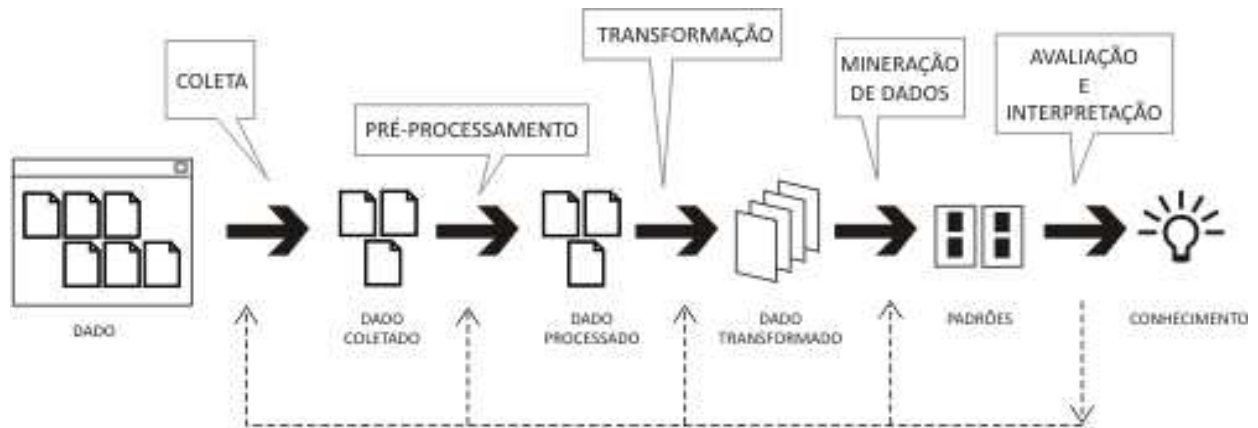 COLETA
PRÉ-PROCESSAMENTO
TRANSFORMAÇÃO
MINERAÇÃO
DE DADOS
AVALIAÇÃO
E
INTERPRETAÇÃO
DADO
DADO
COLETADO
DADO
PROCESSADO
DADO
TRANSFORMADO
PADRÕES
CONHECIMENTO